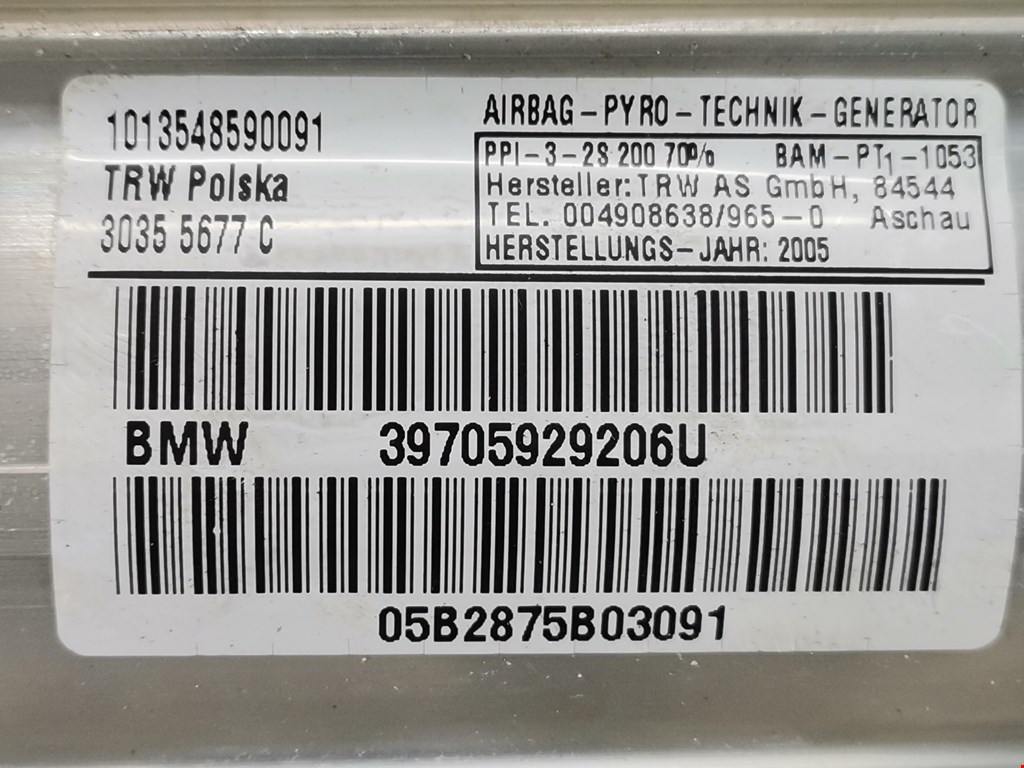 1013548590091
TRW Polska
3035 5677 C
AIRBAG-PYRO-TECHNIK-GENERATOR
PPI-3-2S 200 70% BAM-PT1-1053
Hersteller: TRW AS GmbH, 84544
TEL. 004908638/965-0 Aschau
HERSTELLUNGS-JAHR: 2005
BMW 39705929206U
05B2875B03091